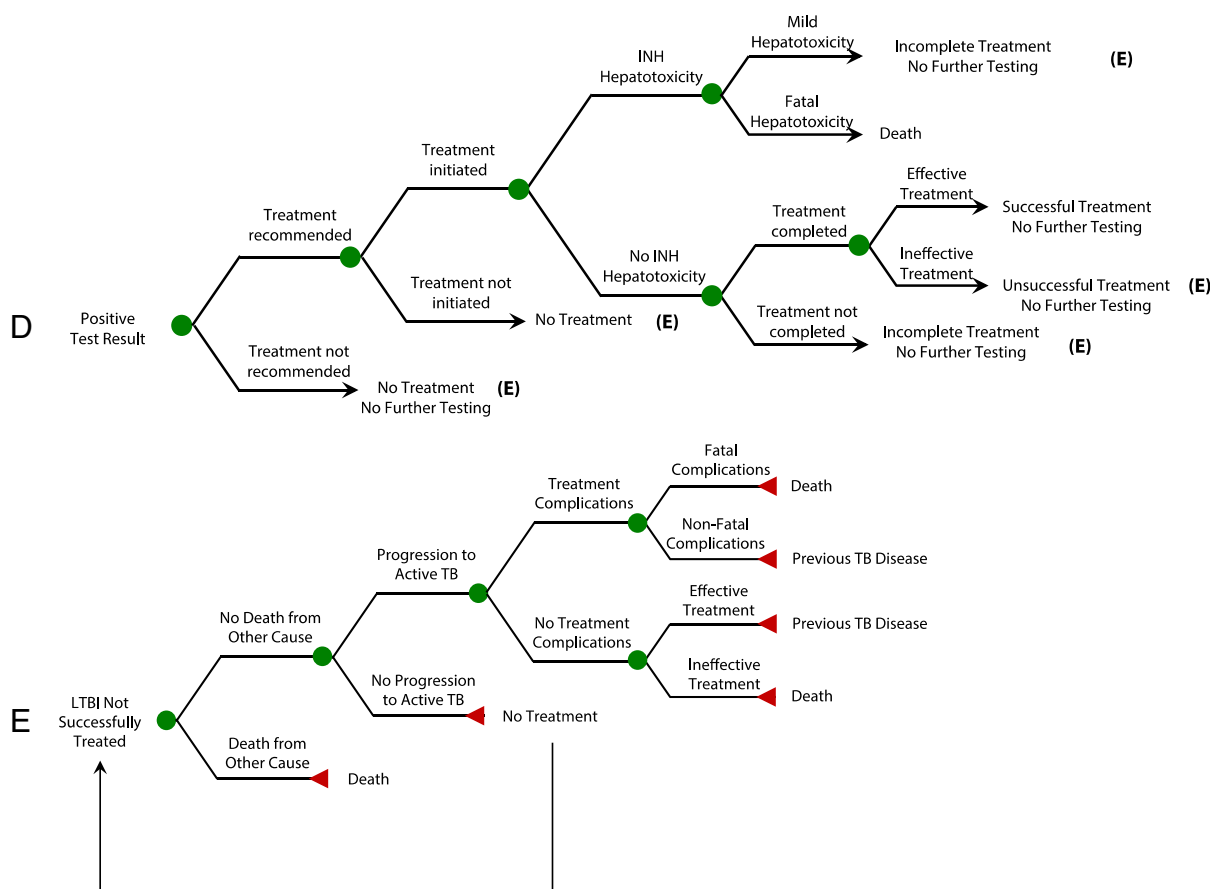 Mild
Hepatotoxicity
Incomplete Treatment
No Further Testing
(E)
INH
Hepatotoxicity
Fatal
Hepatotoxicity
Death
Treatment
initiated
Effective
Treatment
Successful Treatment
No Further Testing
Treatment
recommended
Treatment
completed
Ineffective
Treatment
Unsuccessful Treatment
No Further Testing
(E)
No INH
Hepatotoxicity
Treatment not
initiated
No Treatment
(E)
Treatment not
completed
Incomplete Treatment
No Further Testing
(E)
D
Positive
Test Result
Treatment not
recommended
No Treatment
No Further Testing
(E)
Fatal
Complications
Death
Treatment
Complications
Non-Fatal
Complications
Previous TB Disease
Progression to
Active TB
Effective
Treatment
Previous TB Disease
No Death from
Other Cause
No Treatment
Complications
Ineffective
Treatment
Death
No Progression
to Active TB
No Treatment
E
LTBI Not
Successfully
Treated
Death from
Other Cause
Death